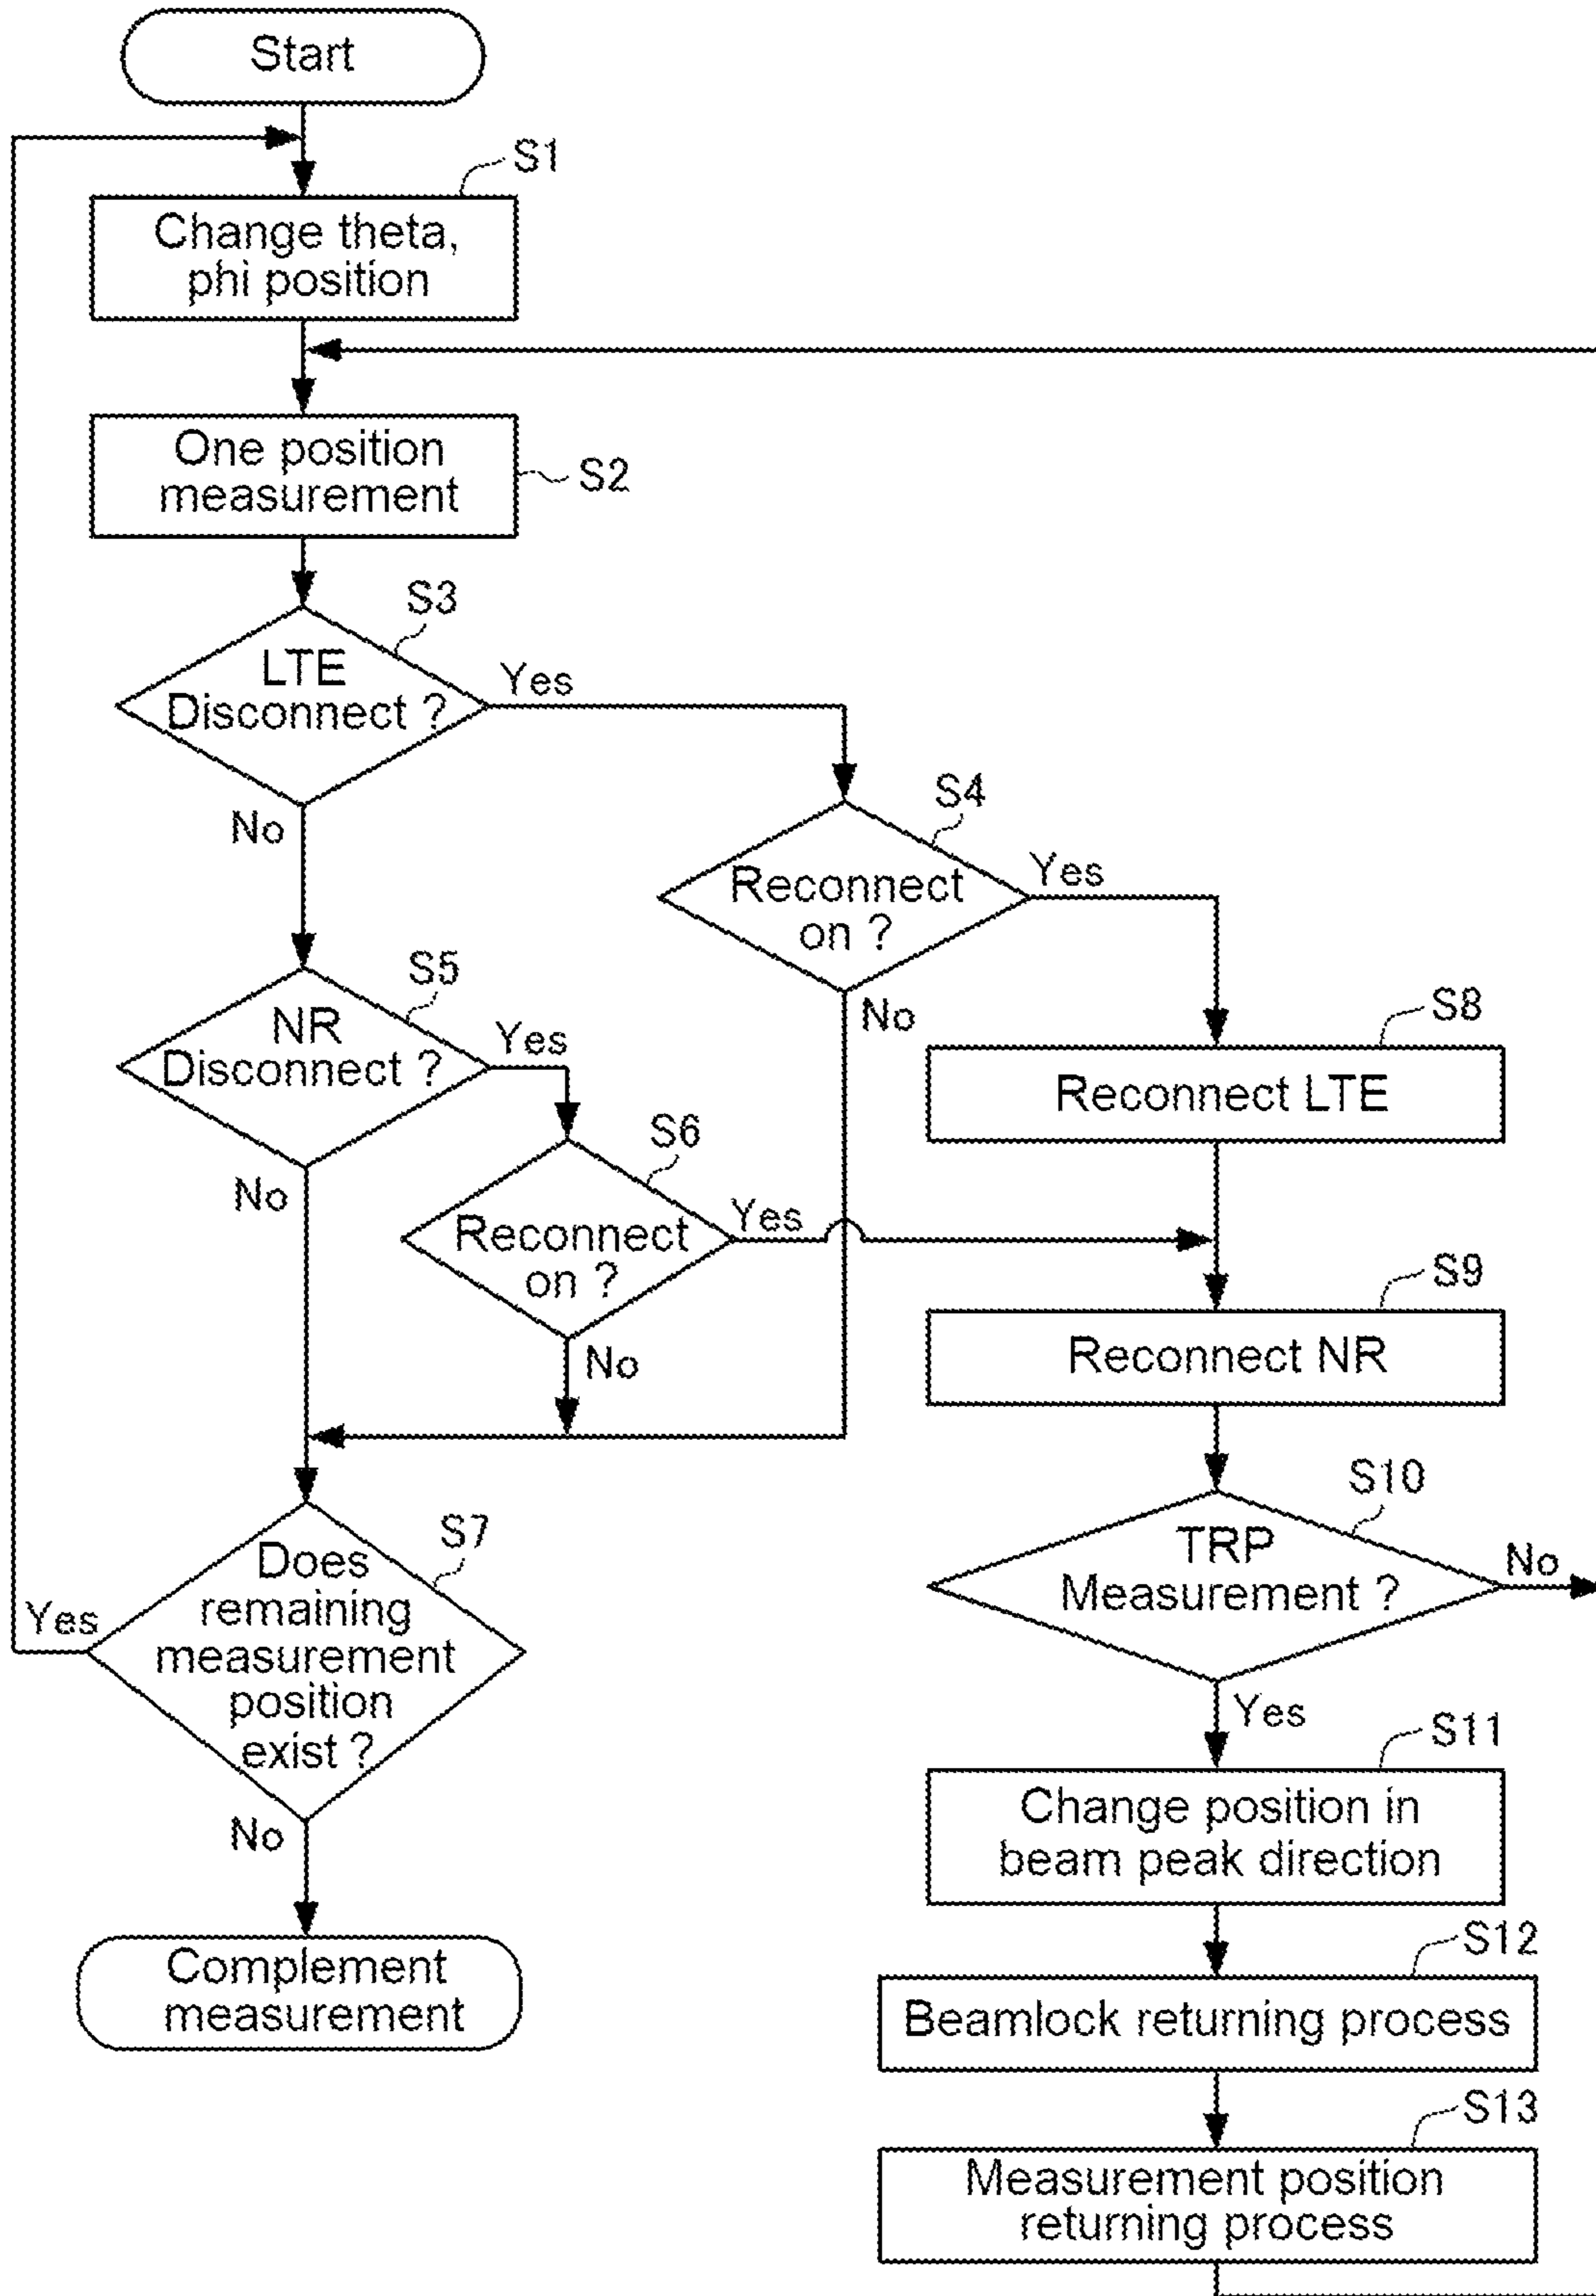 Start
S1
Change theta,
phi position
One position
measurement
S2
S3
LTE
Disconnect ?
Yes
No
S4
Reconnect
on ?
Yes
No
S5
NR
Disconnect ?
Yes
No
S6
Reconnect
on ?
Yes
No
S8
Reconnect LTE
S9
Reconnect NR
S10
TRP
Measurement ?
No
Yes
S7
Does
remaining
measurement
position
exist ?
Yes
No
Complement
measurement
S11
Change position in
beam peak direction
S12
Beamlock returning process
S13
Measurement position
returning process